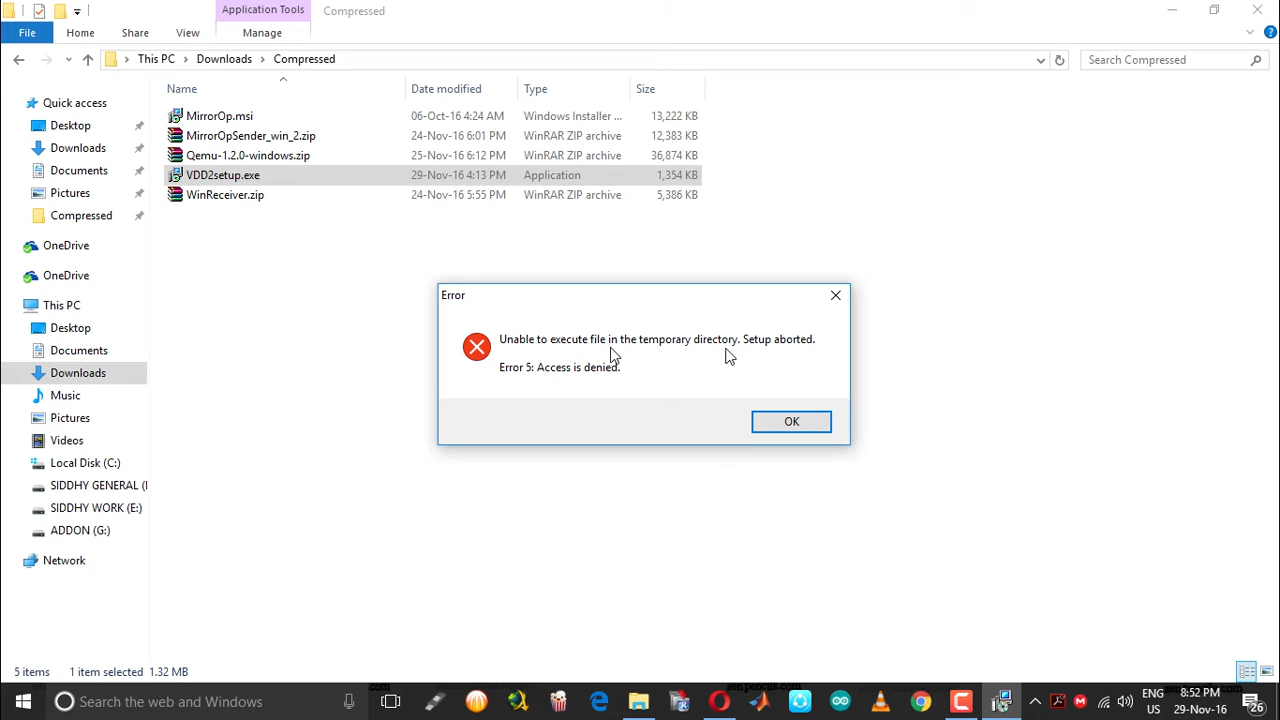 Application Tools
Compressed
File
Home
Share
View
Manage
This PC
Downloads
Compressed
Search Compressed
Name
Date modified
Type
Size
MirrorOp.msi
06-Oct-16 4:24 AM
Windows Installer ...
13,222 KB
MirrorOpSender_win_2.zip
24-Nov-16 6:01 PM
WinRAR ZIP archive
12,383 KB
Qemu-1.2.0-windows.zip
25-Nov-16 6:12 PM
WinRAR ZIP archive
36,874 KB
VDD2setup.exe
29-Nov-16 4:13 PM
Application
1,354 KB
WinReceiver.zip
24-Nov-16 5:55 PM
WinRAR ZIP archive
5,386 KB
Quick access
Desktop
Downloads
Documents
Pictures
Compressed
OneDrive
OneDrive
This PC
Desktop
Documents
Downloads
Music
Pictures
Videos
Local Disk (C:)
SIDDHY GENERAL (
SIDDHY WORK (E:)
ADDON (G:)
Network
Error
Unable to execute file in the temporary directory. Setup aborted.
Error 5: Access is denied.
OK
5 items
1 item selected 1.32 MB
Search the web and Windows
ENG
US
8:52 PM
29-Nov-16
26